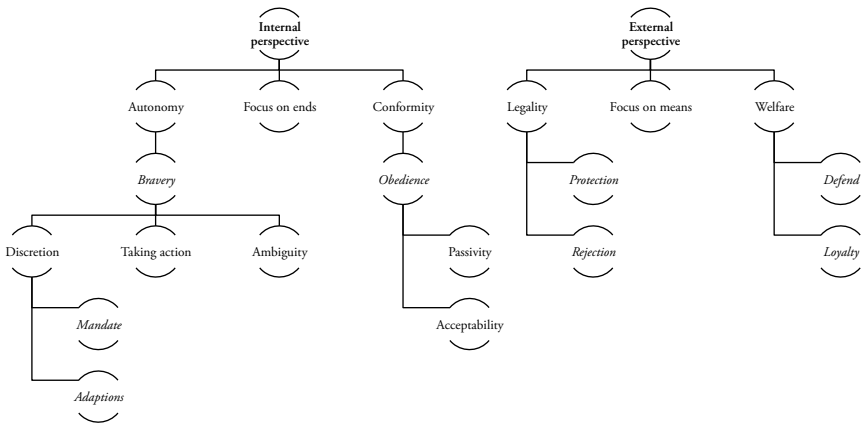 Internal
perspective
External
perspective
Autonomy
Focus on ends
Conformity
Legality
Focus on means
Welfare
Bravery
Obedience
Protection
Defend
Discretion
Taking action
Ambiguity
Passivity
Rejection
Loyalty
Mandate
Acceptability
Adaptions